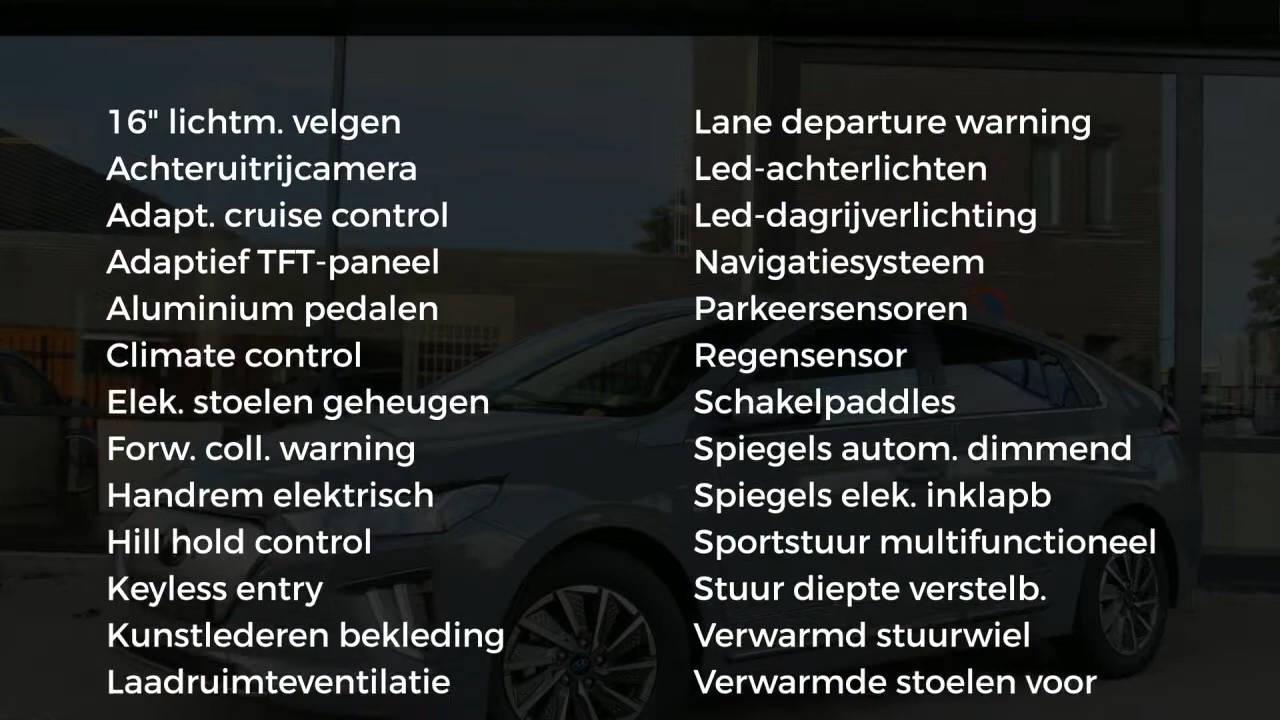 16" lichtm. velgen
Achteruitrijcamera
Adapt. cruise control
Adaptief TFT-paneel
Aluminium pedalen
Climate control
Elek. stoelen geheugen
Forw. coll. warning
Handrem elektrisch
Hill hold control
Keyless entry
Kunstlederen bekleding
Laadruimteventilatie
Lane departure warning
Led-achterlichten
Led-dagrijverlichting
Navigatiesysteem
Parkeersensoren
Regensensor
Schakelpaddles
Spiegels autom. dimmend
Spiegels elek. inklapb
Sportstuur multifunctioneel
Stuur diepte verstelb.
Verwarmd stuurwiel
Verwarmde stoelen voor